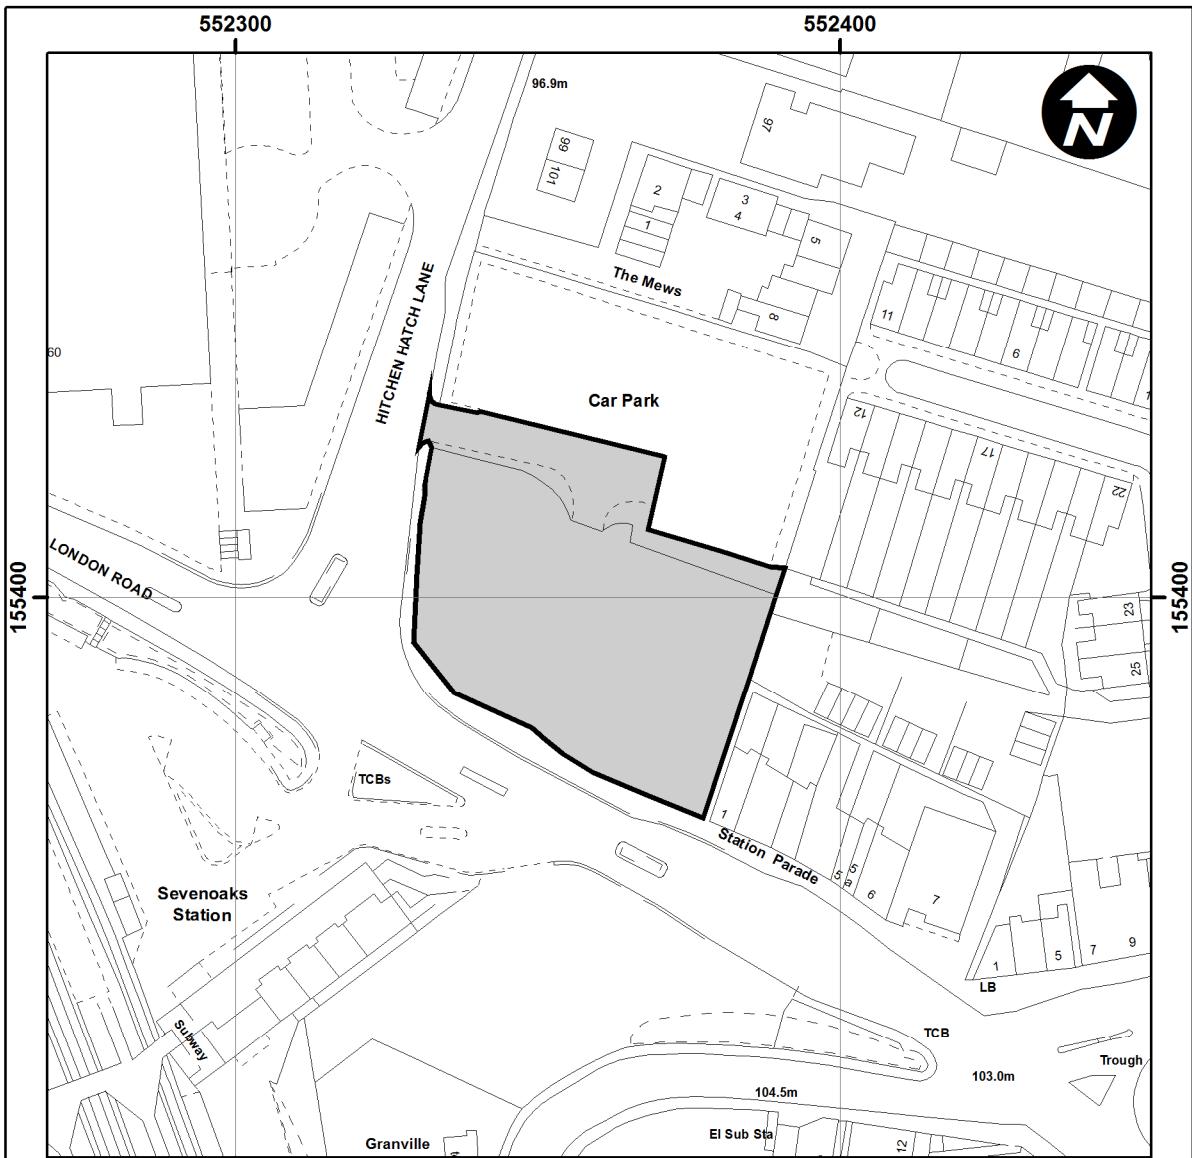 552300
552400
96.9m
N
97
99
101
2
1
3
4
5
The Mews
8
11
6
HITCHEN HATCH LANE
60
Car Park
12
17
22
LONDON ROAD
155400
155400
23
25
TCBs
1
Station Parade
5
5a
6
7
Sevenoaks
Station
1
5
7
9
LB
Subway
TCB
103.0m
Trough
104.5m
El Sub Sta
Granville
12